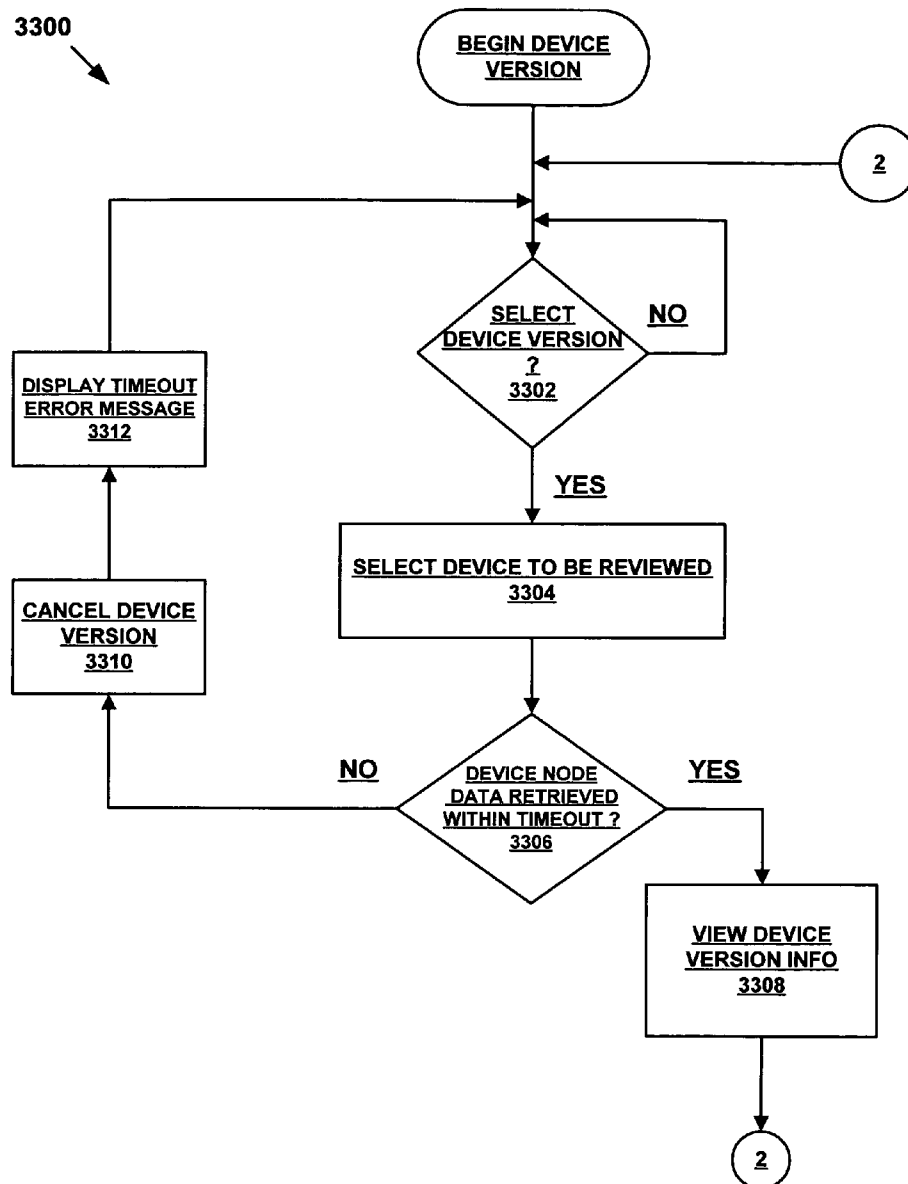 3300
BEGIN DEVICE
VERSION
2
SELECT
DEVICE VERSION
?
3302
NO
DISPLAY TIMEOUT
ERROR MESSAGE
3312
YES
SELECT DEVICE TO BE REVIEWED
3304
CANCEL DEVICE
VERSION
3310
NO
DEVICE NODE
DATA RETRIEVED
WITHIN TIMEOUT ?
3306
YES
VIEW DEVICE
VERSION INFO
3308
2